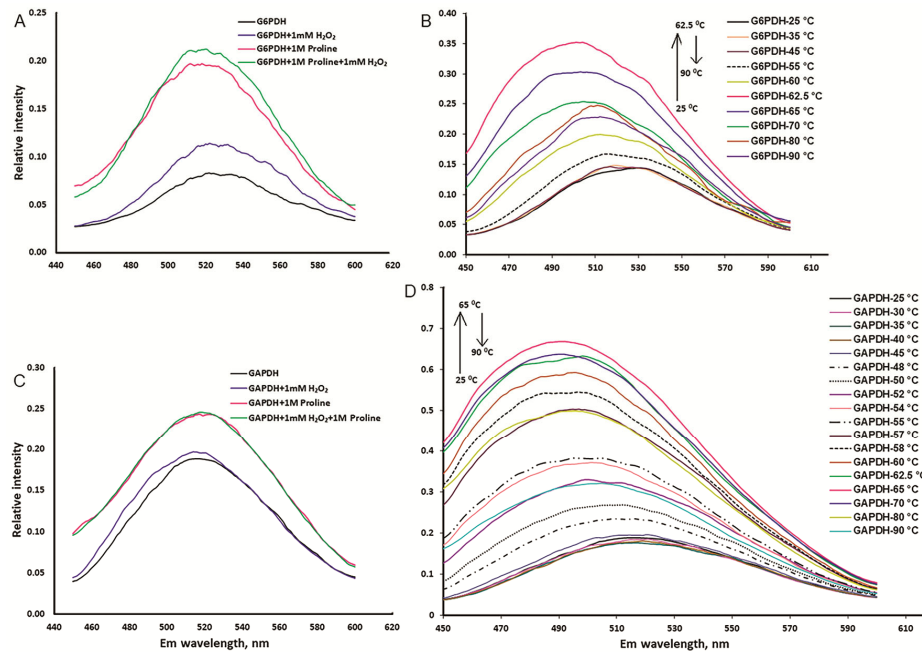 A
G6PDH
G6PDH+1mM H₂O₂
G6PDH+1M Proline
G6PDH+1M Proline+1mM H₂O₂
Relative intensity
0.25
0.20
0.15
0.10
0.05
0.00
440 460 480 500 520 540 560 580 600 620
B
G6PDH-25 °C
G6PDH-35 °C
G6PDH-45 °C
G6PDH-55 °C
G6PDH-60 °C
G6PDH-62.5 °C
G6PDH-65 °C
G6PDH-70 °C
G6PDH-80 °C
G6PDH-90 °C
62.5 ⁰C
90 ⁰C
25 ⁰C
0.40
0.35
0.30
0.25
0.20
0.15
0.10
0.05
0.00
450 470 490 510 530 550 570 590 610
C
GAPDH
GAPDH+1mM H₂O₂
GAPDH+1M Proline
GAPDH+1mM H₂O₂+1M Proline
Relative intensity
0.30
0.25
0.20
0.15
0.10
0.05
0.00
440 460 480 500 520 540 560 580 600 620
Em wavelength, nm
D
GAPDH-25 °C
GAPDH-30 °C
GAPDH-35 °C
GAPDH-40 °C
GAPDH-45 °C
GAPDH-48 °C
GAPDH-50 °C
GAPDH-52 °C
GAPDH-54 °C
GAPDH-55 °C
GAPDH-57 °C
GAPDH-58 °C
GAPDH-60 °C
GAPDH-62.5 °C
GAPDH-65 °C
GAPDH-70 °C
GAPDH-80 °C
GAPDH-90 °C
65 ⁰C
90 ⁰C
25 ⁰C
0.8
0.7
0.6
0.5
0.4
0.3
0.2
0.1
0
450 470 490 510 530 550 570 590 610
Em wavelength, nm